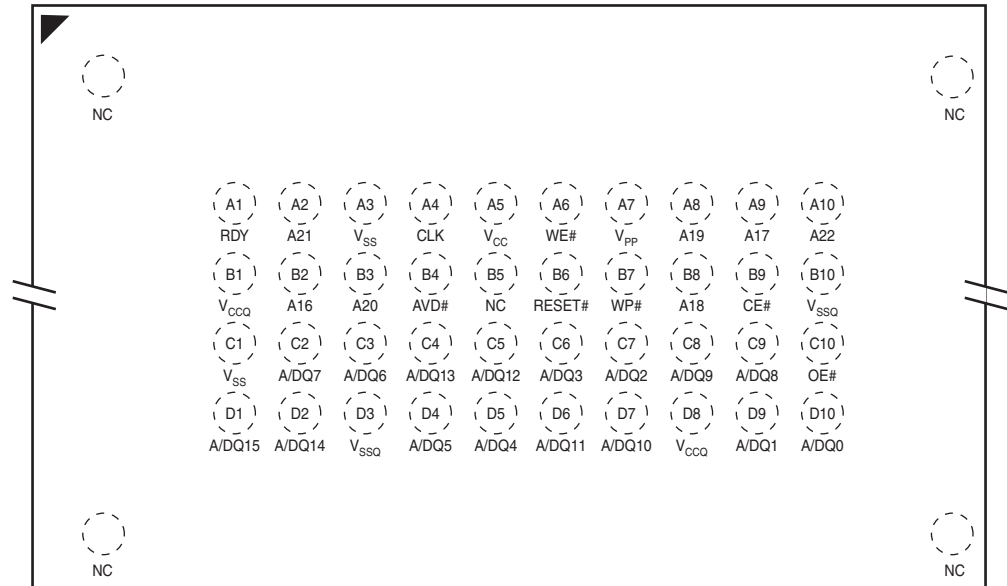 NC NC
A1 A2 A3 A4 A5 A6 A7 A8 A9 A10
RDY A21 VSS CLK VCC WE# VPP A19 A17 A22
B1 B2 B3 B4 B5 B6 B7 B8 B9 B10
VCCQ A16 A20 AVD# NC RESET# WP# A18 CE# VSSQ
C1 C2 C3 C4 C5 C6 C7 C8 C9 C10
VSS A/DQ7 A/DQ6 A/DQ13 A/DQ12 A/DQ3 A/DQ2 A/DQ9 A/DQ8 OE#
D1 D2 D3 D4 D5 D6 D7 D8 D9 D10
A/DQ15 A/DQ14 VSSQ A/DQ5 A/DQ4 A/DQ11 A/DQ10 VCCQ A/DQ1 A/DQ0
NC NC